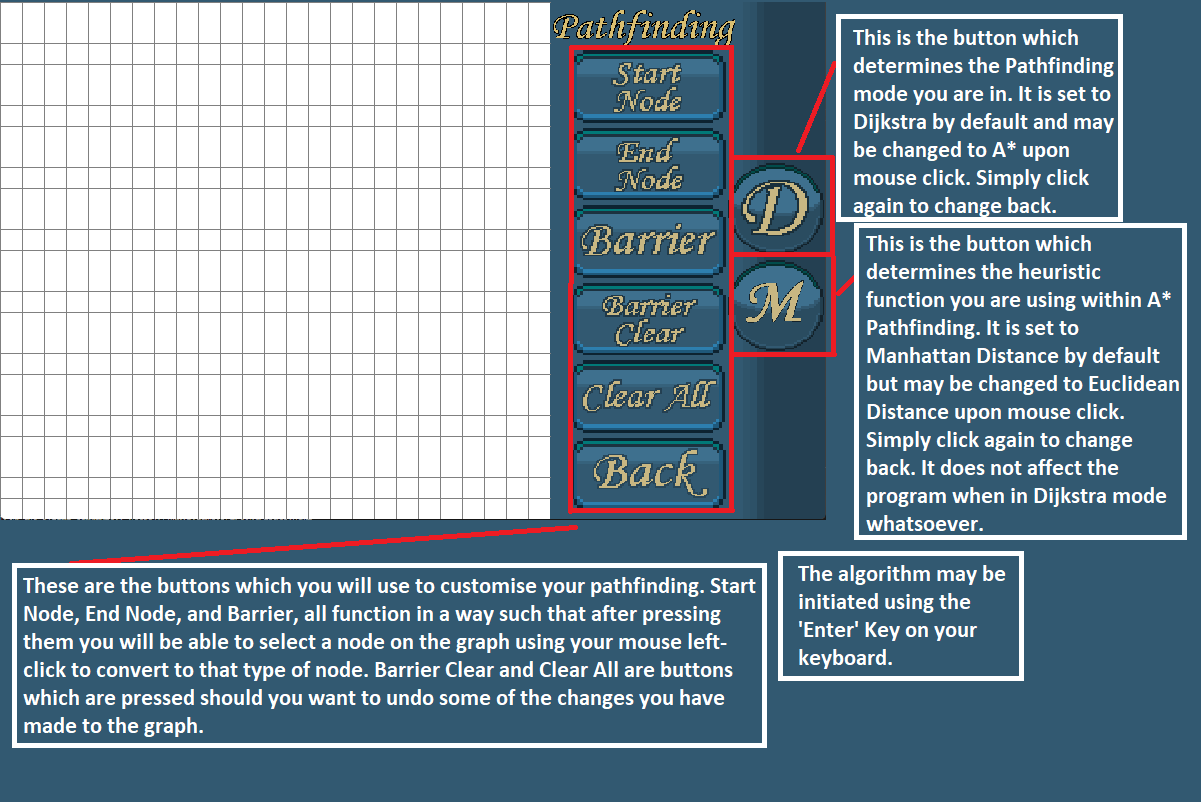 Pathfinding
Start
Node
End
Node
Barrier
Barrier
Clear
Clear All
Back
D
M
This is the button which
determines the Pathfinding
mode you are in. It is set to
Dijkstra by default and may
be changed to A* upon
mouse click. Simply click
again to change back.
This is the button which
determines the heuristic
function you are using within A*
Pathfinding. It is set to
Manhattan Distance by default
but may be changed to Euclidean
Distance upon mouse click.
Simply click again to change
back. It does not affect the
program when in Dijkstra mode
whatsoever.
These are the buttons which you will use to customise your pathfinding. Start
Node, End Node, and Barrier, all function in a way such that after pressing
them you will be able to select a node on the graph using your mouse left-
click to convert to that type of node. Barrier Clear and Clear All are buttons
which are pressed should you want to undo some of the changes you have
made to the graph.
The algorithm may be
initiated using the
'Enter' Key on your
keyboard.